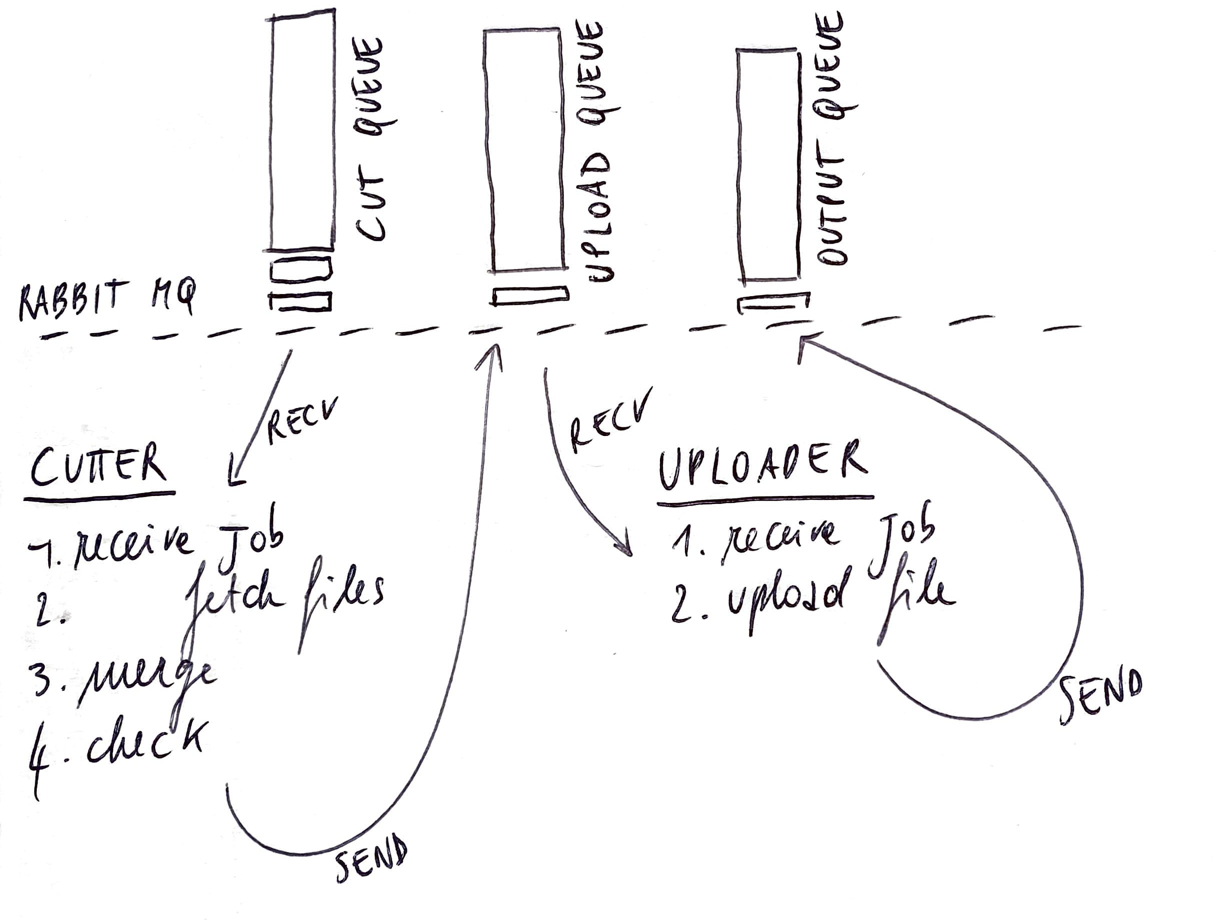 CUT QUEUE
UPLOAD QUEUE
OUTPUT QUEUE
RABBIT MQ
RECV
RECV
CUTTER
1. receive Job
2. fetch files
3. merge
4. check
SEND
UPLOADER
1. receive Job
2. upload file
SEND